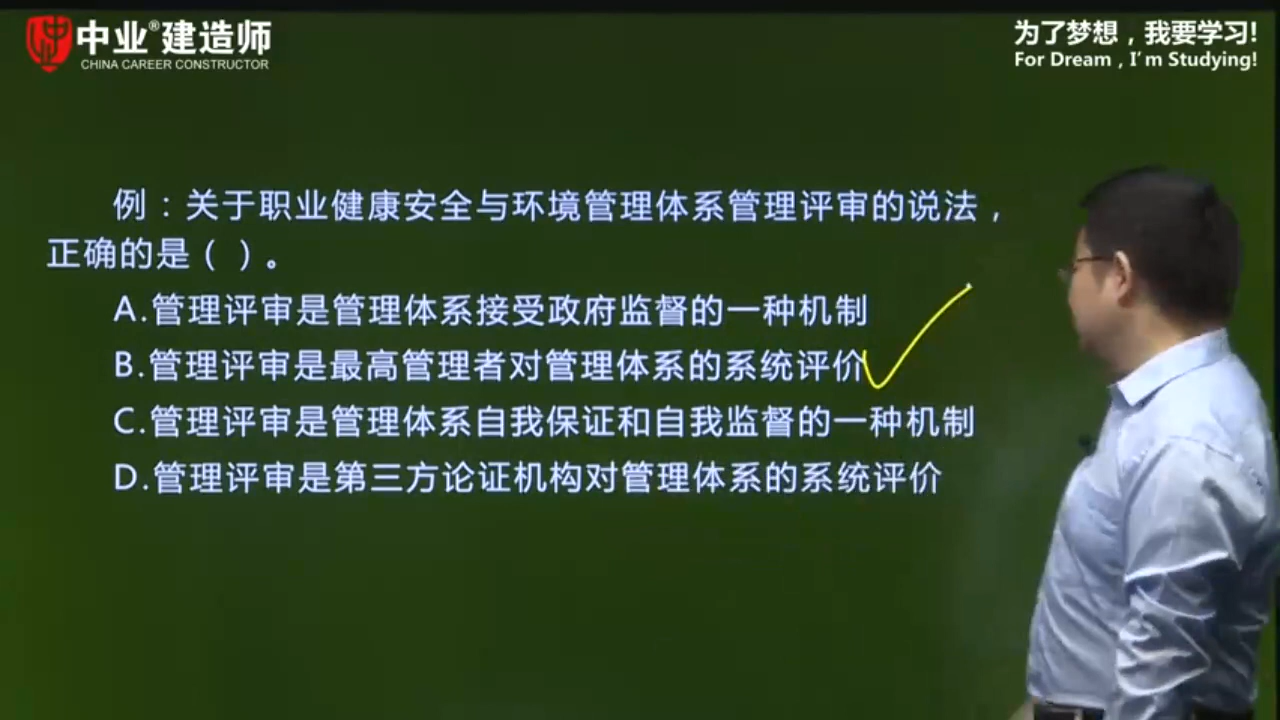 中业®建造师
CHINA CAREER CONSTRUCTOR
为了梦想，我要学习!
For Dream , I'm Studying!
例：关于职业健康安全与环境管理体系管理评审的说法，
正确的是（ ）。
A.管理评审是管理体系接受政府监督的一种机制
B.管理评审是最高管理者对管理体系的系统评价
C.管理评审是管理体系自我保证和自我监督的一种机制
D.管理评审是第三方论证机构对管理体系的系统评价